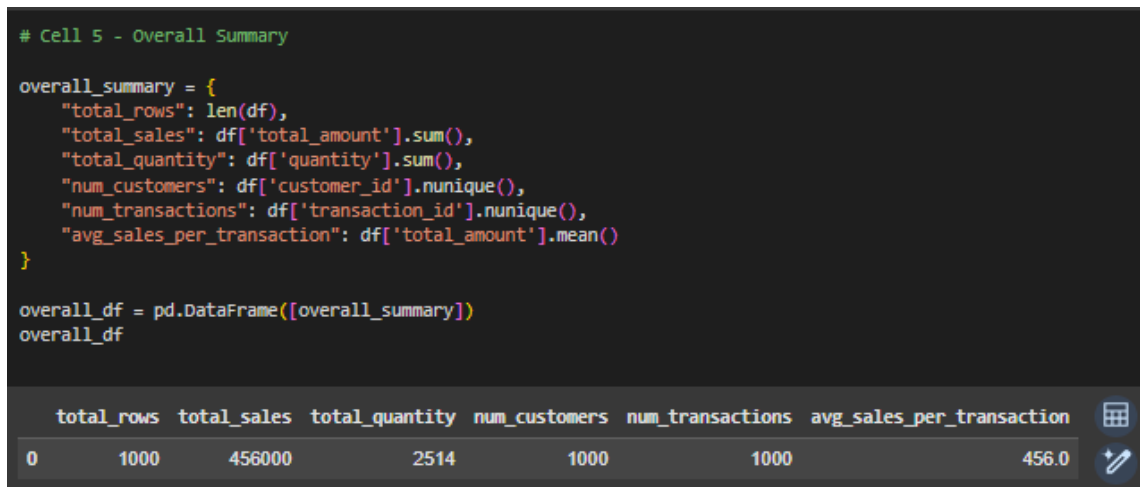 # Cell 5 - Overall Summary
overall_summary = {
    "total_rows": len(df),
    "total_sales": df['total_amount'].sum(),
    "total_quantity": df['quantity'].sum(),
    "num_customers": df['customer_id'].nunique(),
    "num_transactions": df['transaction_id'].nunique(),
    "avg_sales_per_transaction": df['total_amount'].mean()
}
overall_df = pd.DataFrame([overall_summary])
overall_df
total_rows total_sales total_quantity num_customers num_transactions avg_sales_per_transaction
0 1000 456000 2514 1000 1000 456.0